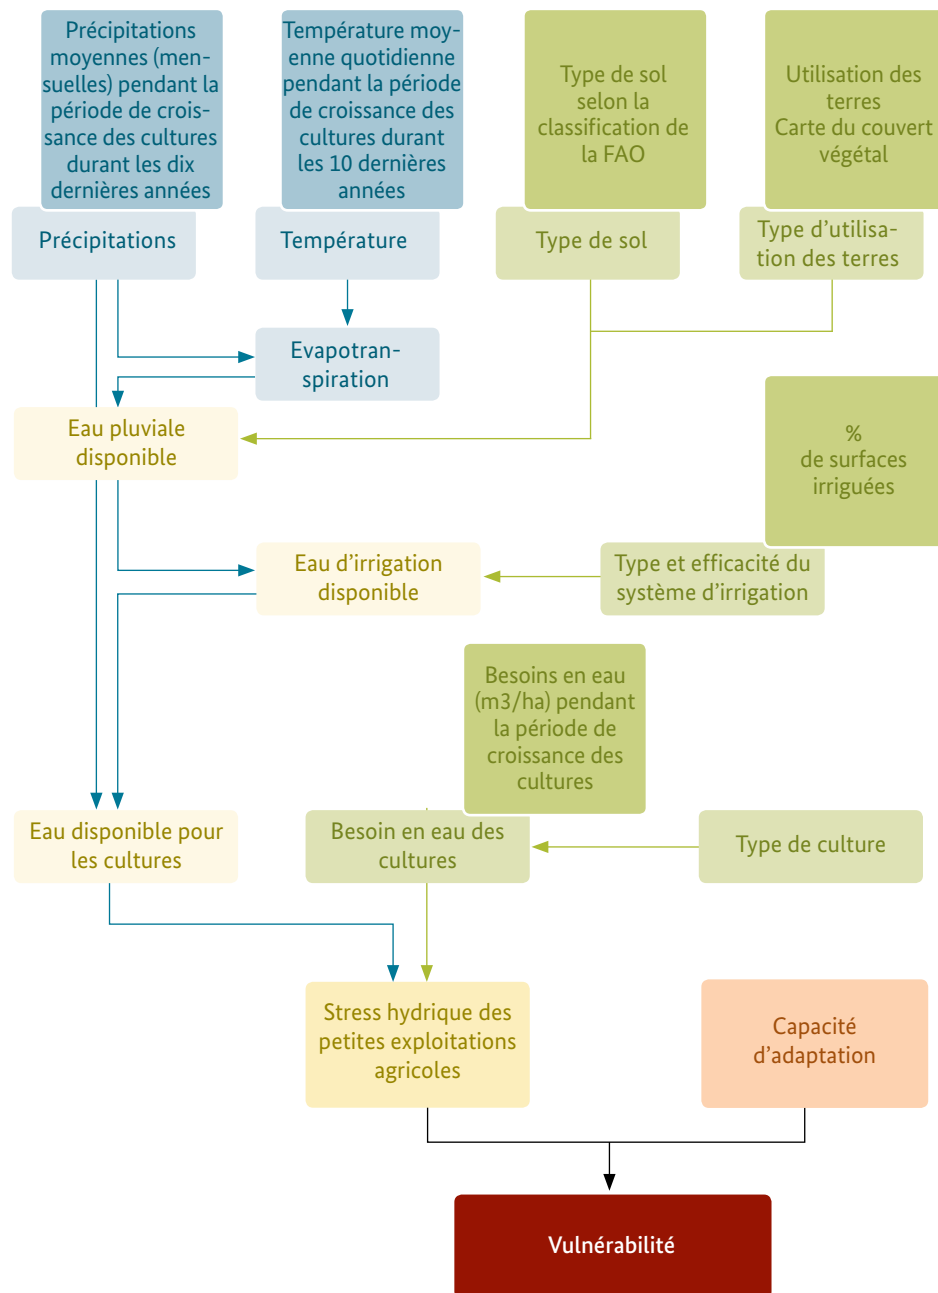 Précipitations
moyennes (men-
suelles) pendant la
période de crois-
sance des cultures
durant les dix
dernières années
Température moy-
enne quotidienne
pendant la période
de croissance des
cultures durant
les 10 dernières
années
Type de sol
selon la
classification de
la FAO
Utilisation des
terres
Carte du couvert
végétal
Précipitations
Température
Type de sol
Type d’utilisa-
tion des terres
Evapotran-
spiration
Eau pluviale
disponible
%
de surfaces
irriguées
Eau d’irrigation
disponible
Type et efficacité du
système d’irrigation
Besoins en eau
(m3/ha) pendant
la période de
croissance des
cultures
Eau disponible pour
les cultures
Besoin en eau des
cultures
Type de culture
Stress hydrique des
petites exploitations
agricoles
Capacité
d’adaptation
Vulnérabilité